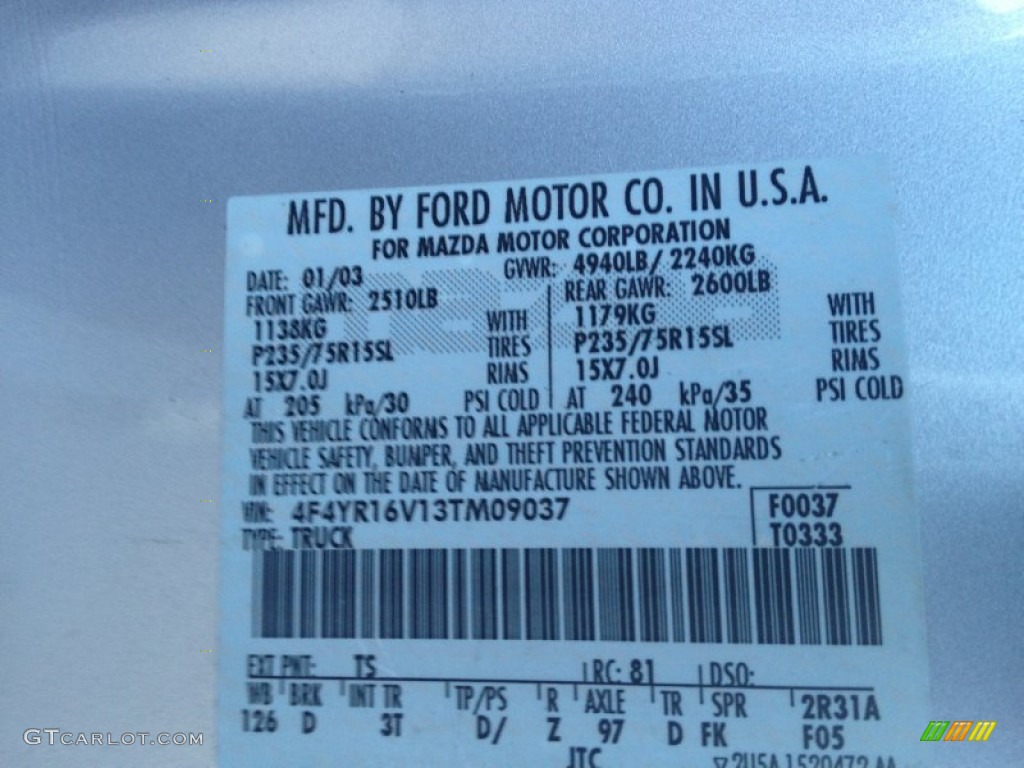 MFD. BY FORD MOTOR CO. IN U.S.A.
FOR MAZDA MOTOR CORPORATION
DATE: 01/03 GVWR: 4940LB/ 2240KG
FRONT GAWR: 2510LB REAR GAWR: 2600LB
1138KG WITH 1179KG WITH
P235/75R15SL TIRES P235/75R15SL TIRES
15X7.0J RIMS 15X7.0J RIMS
AT 205 kPa/30 PSI COLD AT 240 kPa/35 PSI COLD
THIS VEHICLE CONFORMS TO ALL APPLICABLE FEDERAL MOTOR
VEHICLE SAFETY, BUMPER, AND THEFT PREVENTION STANDARDS
IN EFFECT ON THE DATE OF MANUFACTURE SHOWN ABOVE.
VIN: 4F4YR16V13TM09037 F0037
TYPE: TRUCK T0333
EXT PNT: TS RC: 81 DSO:
WB BRK INT TR TP/PS R AXLE TR SPR 2R31A
126 D 3T D/ Z 97 D FK F05
JTC
GTCARLOT.COM